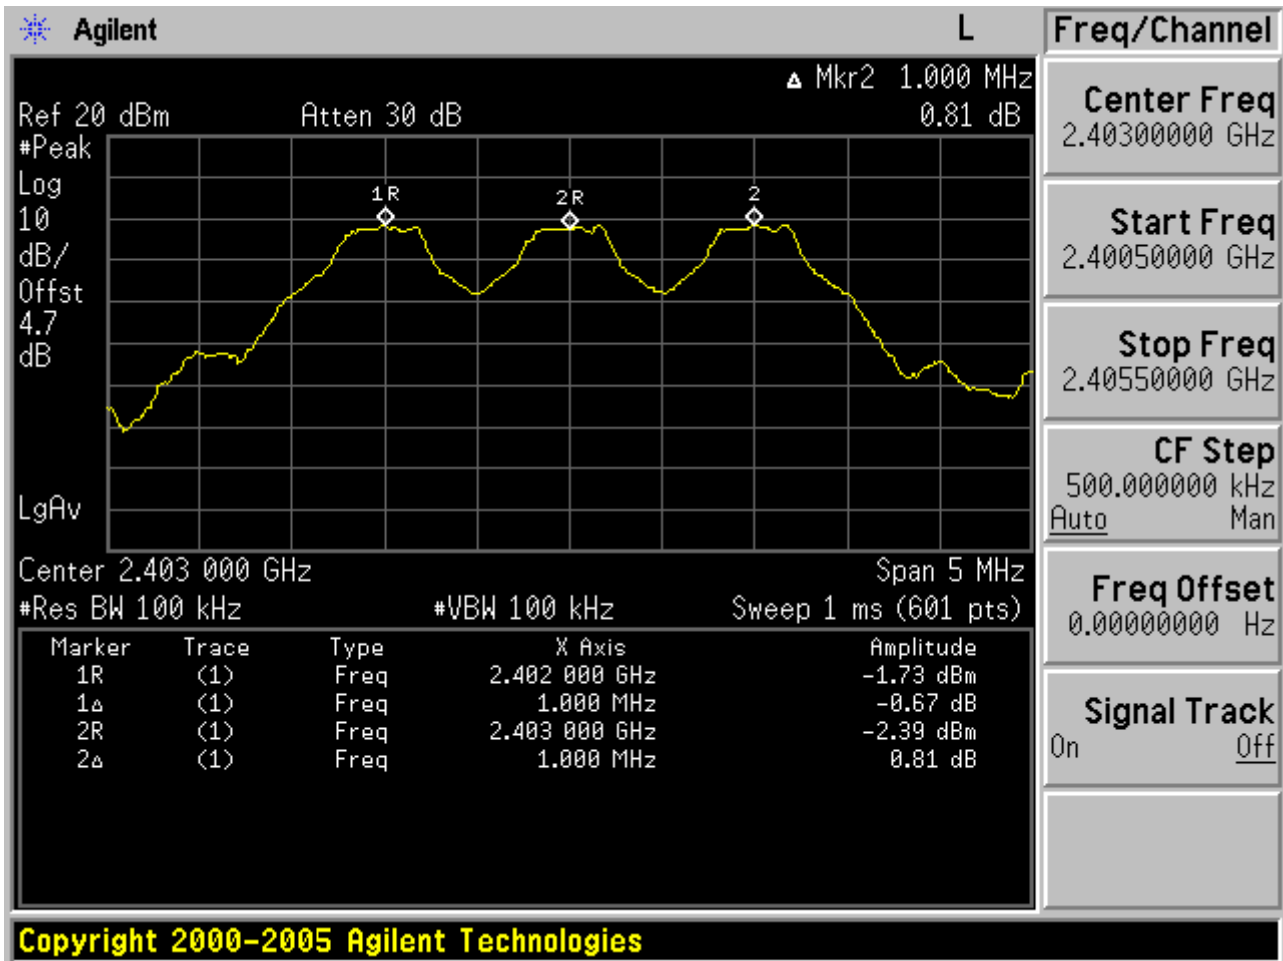 Agilent L Freq/Channel
Δ Mkr2 1.000 MHz
Ref 20 dBm Atten 30 dB 0.81 dB
#Peak
Log
10
dB/
Offst
4.7
dB
LgAv
1R 2R 2
Center 2.403 000 GHz Span 5 MHz
#Res BW 100 kHz #VBW 100 kHz Sweep 1 ms (601 pts)
Marker Trace Type X Axis Amplitude
1R (1) Freq 2.402 000 GHz -1.73 dBm
1Δ (1) Freq 1.000 MHz -0.67 dB
2R (1) Freq 2.403 000 GHz -2.39 dBm
2Δ (1) Freq 1.000 MHz 0.81 dB
Center Freq
2.40300000 GHz
Start Freq
2.40050000 GHz
Stop Freq
2.40550000 GHz
CF Step
500.000000 kHz
Auto Man
Freq Offset
0.00000000 Hz
Signal Track
On Off
Copyright 2000-2005 Agilent Technologies